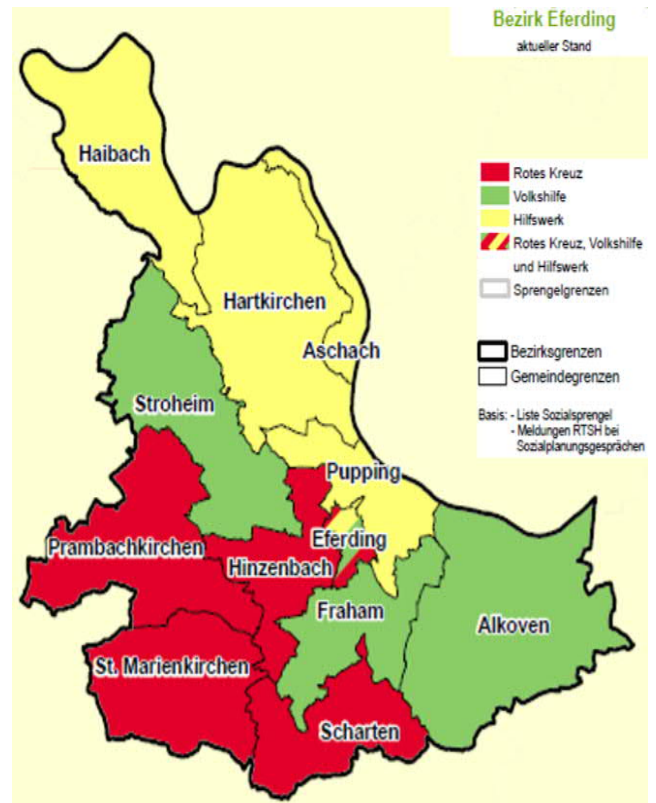 Bezirk Eferding
aktueller Stand
Haibach
Rotes Kreuz
Volkshilfe
Hilfswerk
Rotes Kreuz, Volkshilfe
und Hilfswerk
Sprengelgrenzen
Hartkirchen
Aschach
Bezirksgrenzen
Gemeindegrenzen
Stroheim
Basis: - Liste Sozialsprengel
- Meldungen RTSH bei
Sozialplanungsgesprächen
Pupping
Eferding
Prambachkirchen
Hinzenbach
Fraham
Alkoven
St. Marienkirchen
Scharten